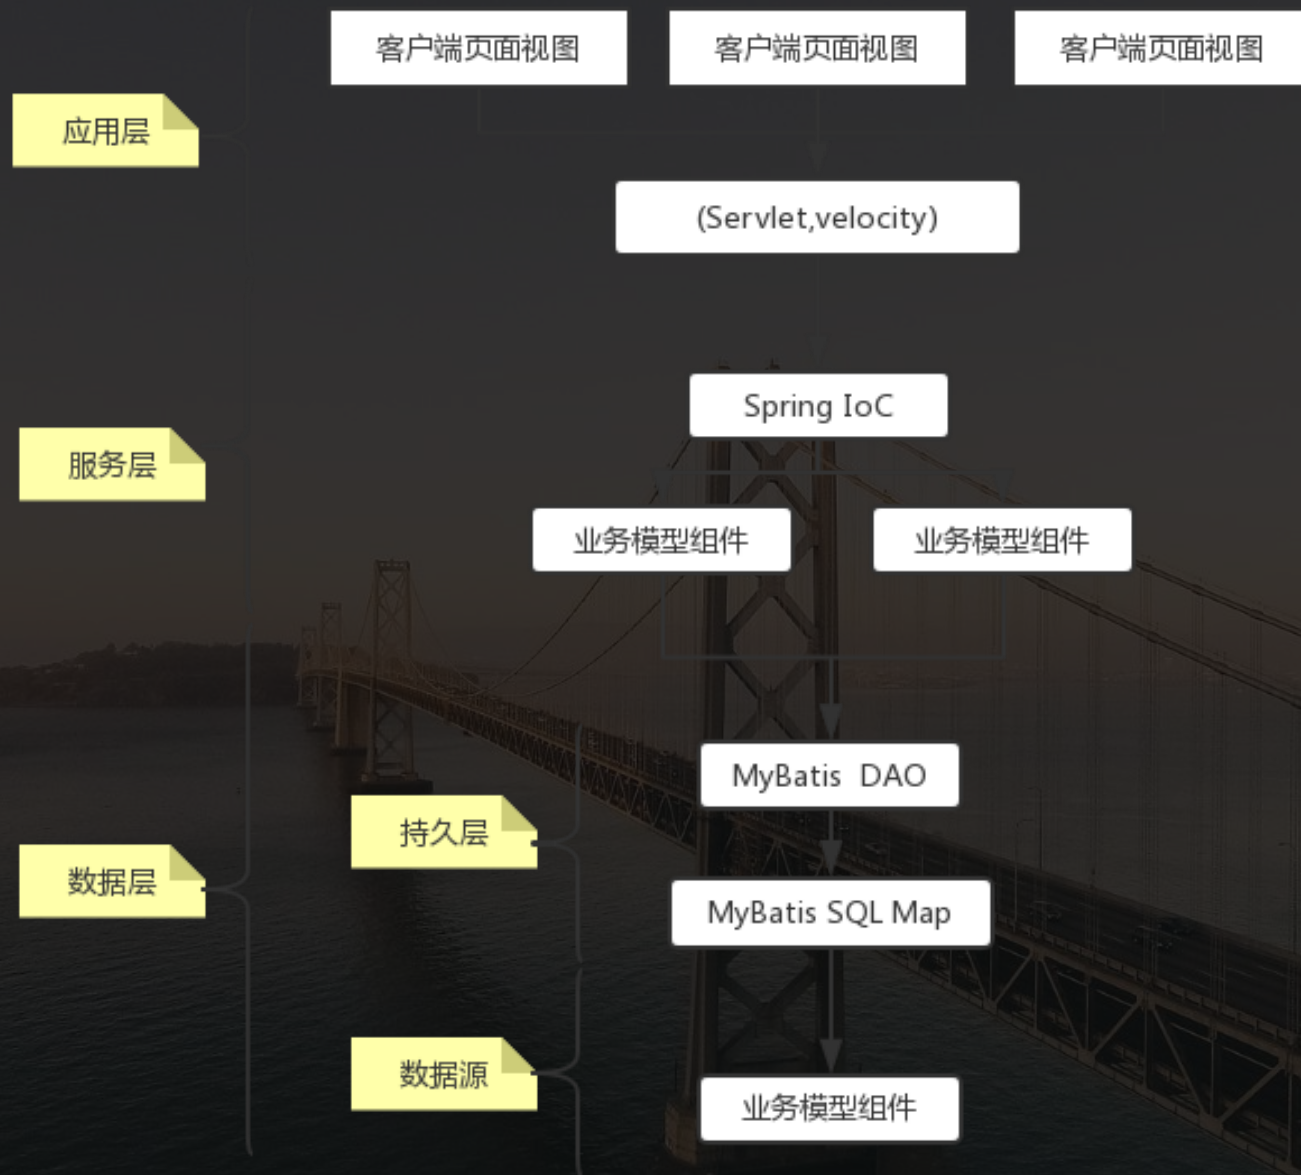 客户端页面视图
客户端页面视图
客户端页面视图
应用层
(Servlet,velocity)
Spring IoC
服务层
业务模型组件
业务模型组件
MyBatis  DAO
持久层
数据层
MyBatis SQL Map
数据源
业务模型组件